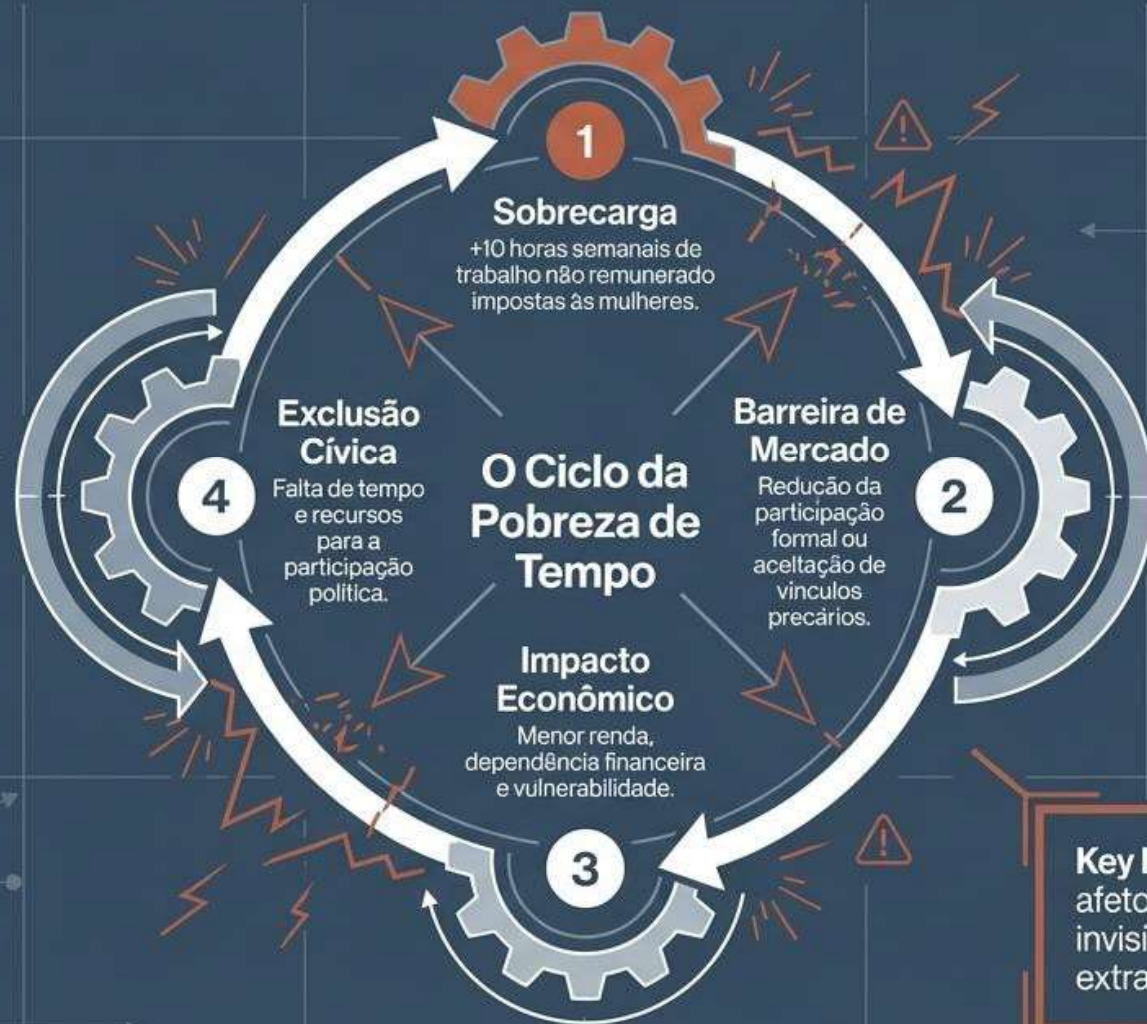 1
Sobrecarga
+10 horas semanais de
trabalho não remunerado
impostas às mulheres.
Barreira de
Mercado
2
Redução da
participação
formal ou
aceltação de
vinculos
precários.
O Ciclo da
Pobreza de
Tempo
Exclusão
Cívica
4
Falta de tempo
e recursos
para a
participação
política.
Impacto
Econômico
Menor renda,
dependência financeira
e vulnerabilidade.
3
Key
afeto
invisi
extra